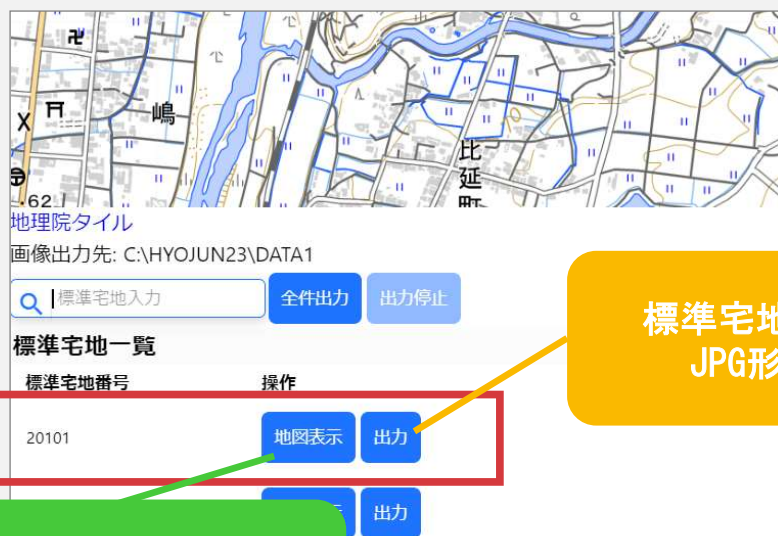 嶋
比延町
.62
地理院タイル
画像出力先: C:\HYOJUN23\DATA1
標準宅地入力
全件出力
出力停止
標準宅地
JPG形
標準宅地一覧
標準宅地番号
操作
20101
地図表示
出力
出力